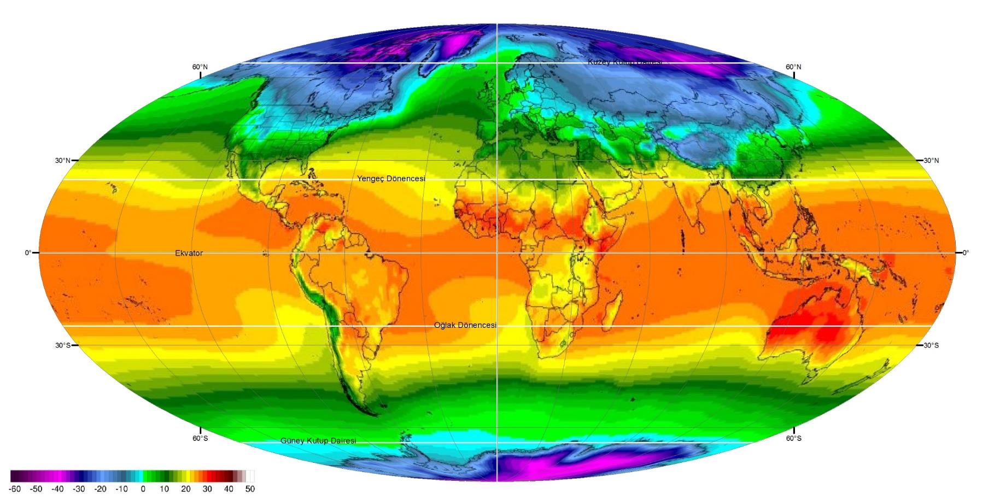 Kuzey Kutup Dairesi
60°N
60°N
30°N
30°N
Yengeç Dönencesi
0°
Ekvator
0°
Oğlak Dönencesi
30°S
30°S
60°S
Güney Kutup Dairesi
60°S
-60 -50 -40 -30 -20 -10 0 10 20 30 40 50